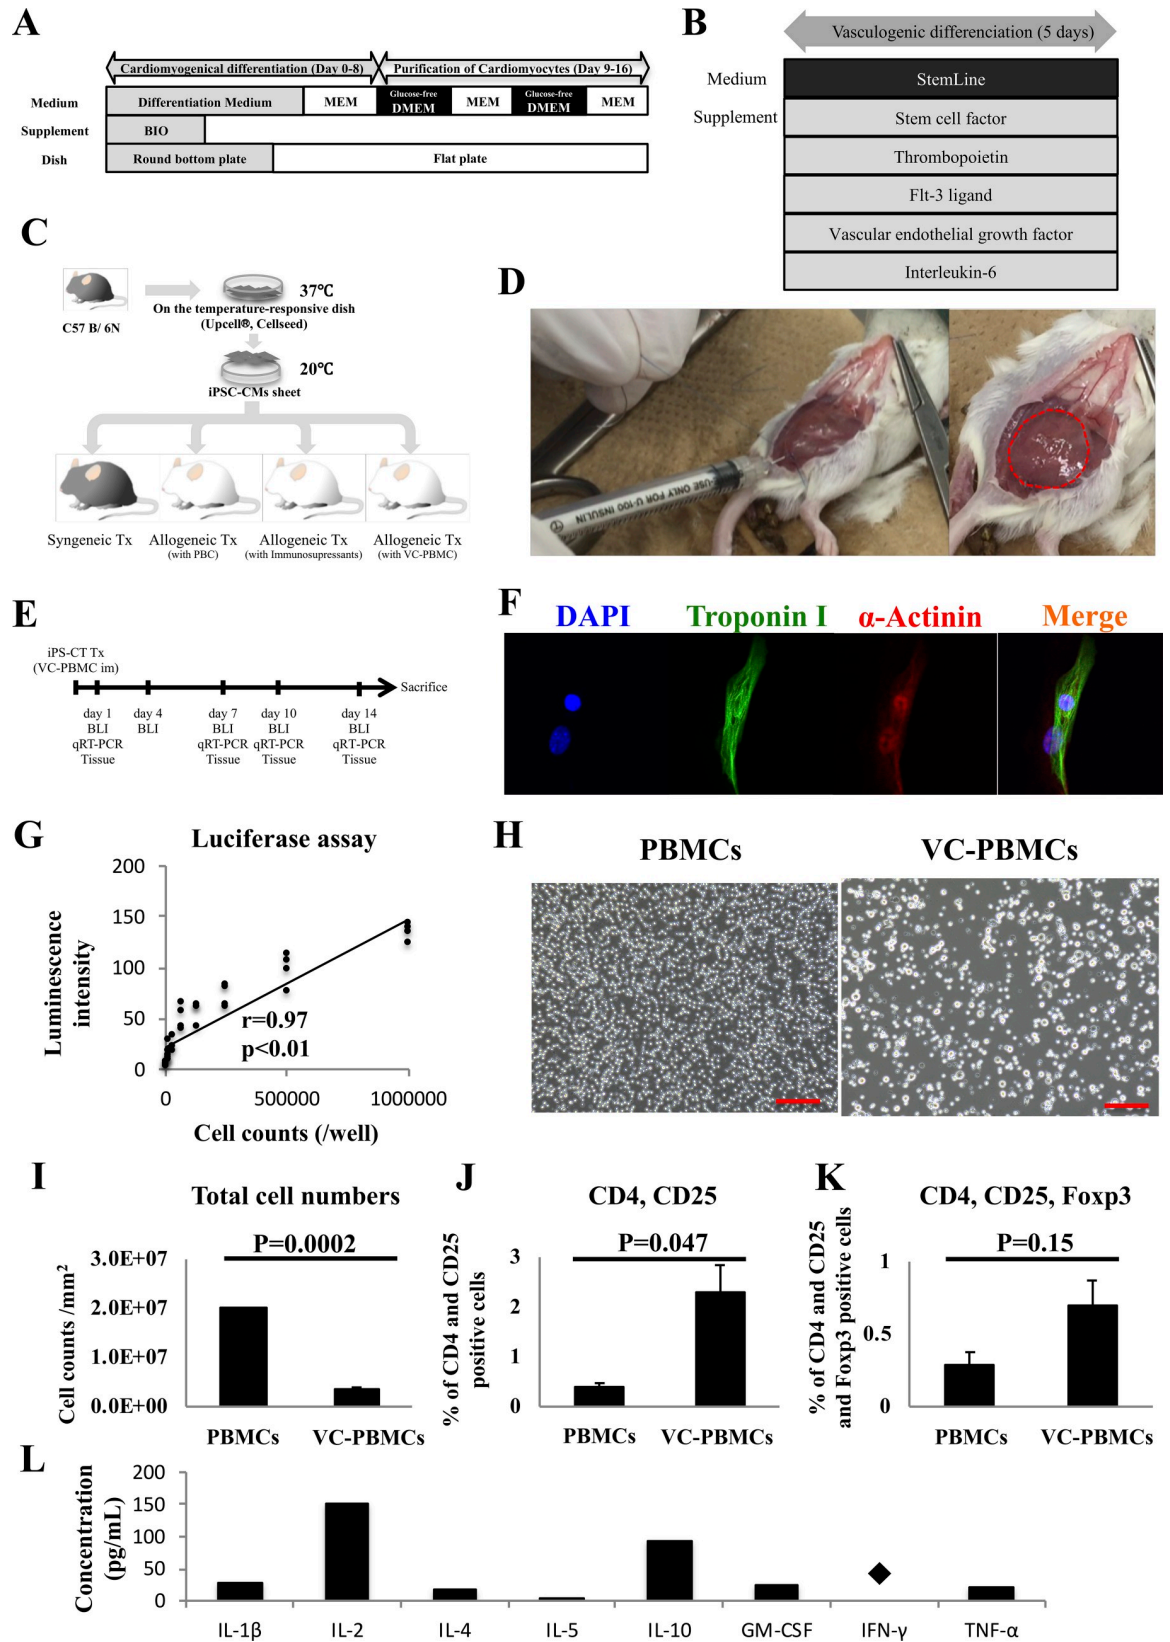 A
Cardiomyogenical differentiation (Day 0-8)
Purification of Cardiomyocytes (Day 9-16)
Medium
Differentiation Medium
MEM
Glucose-free
DMEM
MEM
Glucose-free
DMEM
MEM
Supplement
BIO
Dish
Round bottom plate
Flat plate
B
Vasculogenic differenciation (5 days)
Medium
StemLine
Supplement
Stem cell factor
Thrombopoietin
Flt-3 ligand
Vascular endothelial growth factor
Interleukin-6
C
C57 B/ 6N
37℃
On the temperature-responsive dish
(Upcell®, Cellseed)
20℃
iPSC-CMs sheet
Syngeneic Tx
Allogeneic Tx
(with PBC)
Allogeneic Tx
(with Immunosupressants)
Allogeneic Tx
(with VC-PBMC)
D
-USE ONLY FOR U-100 INSULIN
E
iPS-CT Tx
(VC-PBMC im)
Sacrifice
day 1
BLI
qRT-PCR
Tissue
day 4
BLI
day 7
BLI
qRT-PCR
Tissue
day 10
BLI
qRT-PCR
Tissue
day 14
BLI
qRT-PCR
Tissue
F
DAPI
Troponin I
α-Actinin
Merge
G
Luciferase assay
Luminescence
intensity
200
150
100
50
0
r=0.97
p<0.01
0
500000
1000000
Cell counts (/well)
H
PBMCs
VC-PBMCs
I
Total cell numbers
P=0.0002
Cell counts /mm²
3.0E+07
2.0E+07
1.0E+07
0.0E+00
PBMCs
VC-PBMCs
J
CD4, CD25
P=0.047
% of CD4 and CD25
positive cells
3
2
1
0
PBMCs
VC-PBMCs
K
CD4, CD25, Foxp3
P=0.15
% of CD4 and CD25
and Foxp3 positive cells
1
0.5
0
PBMCs
VC-PBMCs
L
Concentration
(pg/mL)
200
150
100
50
0
IL-1β
IL-2
IL-4
IL-5
IL-10
GM-CSF
IFN-γ
TNF-α